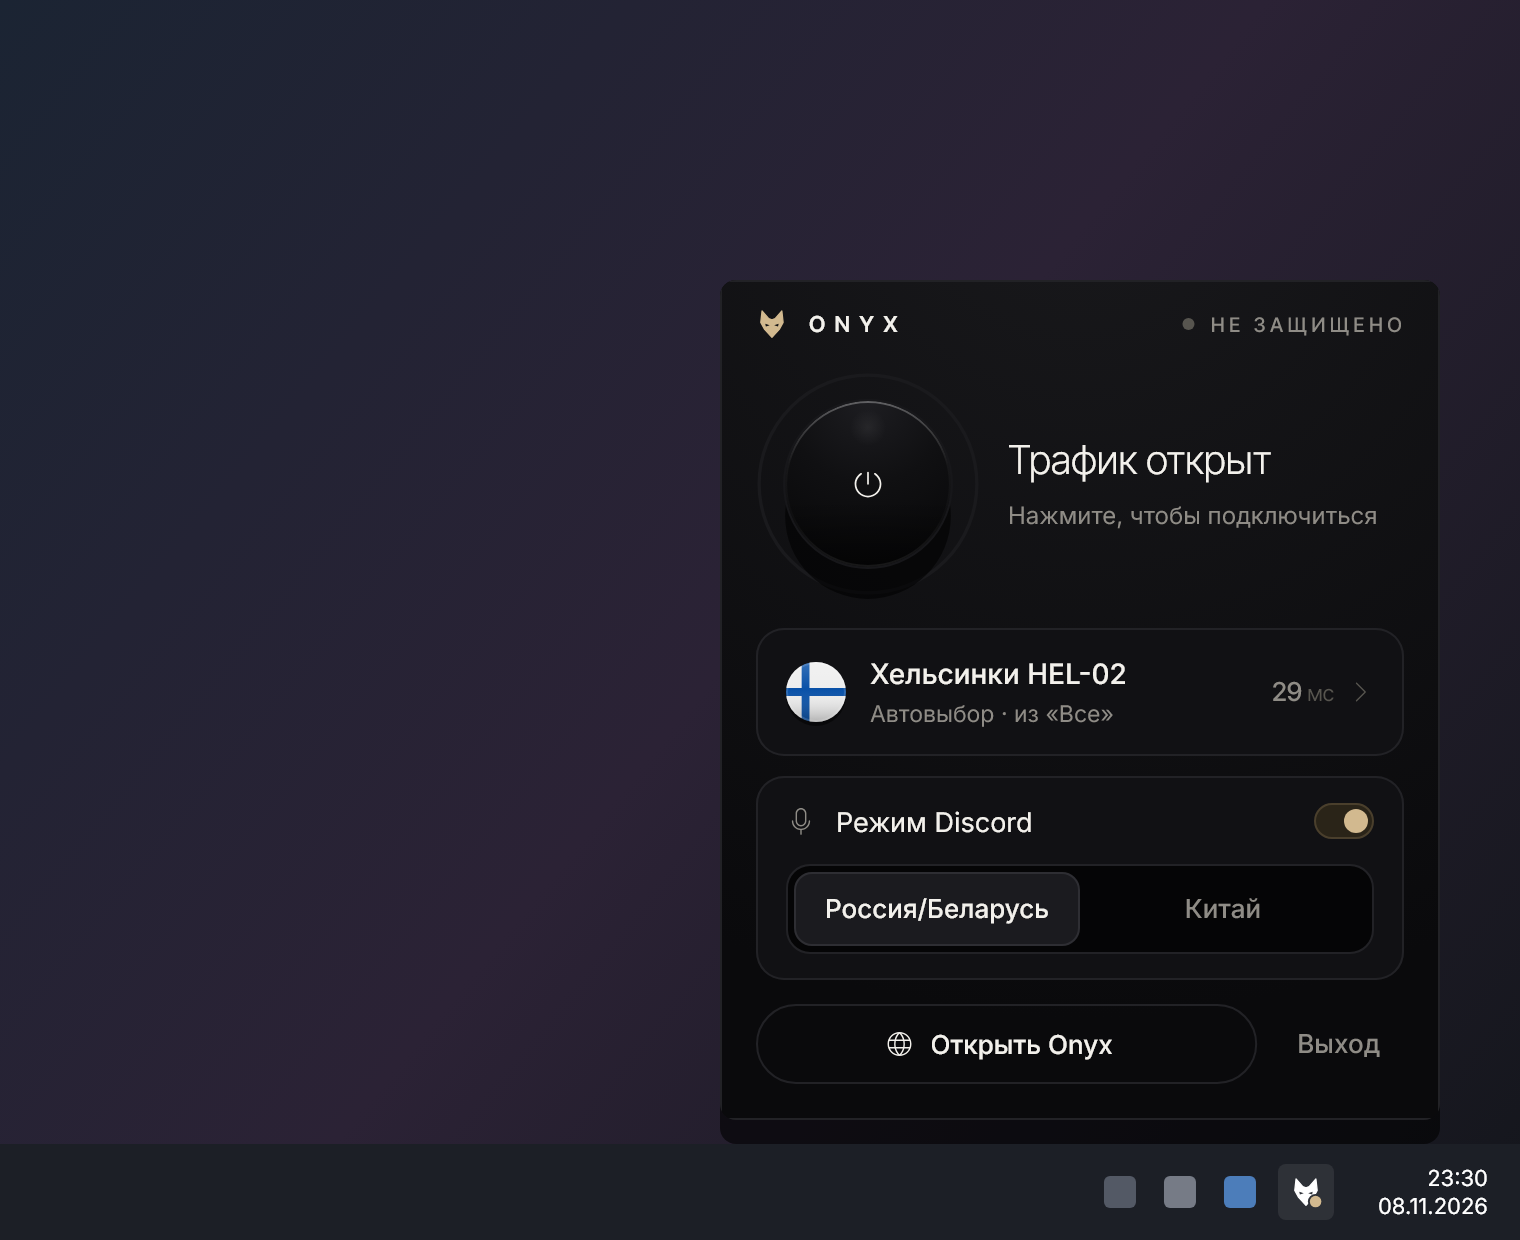 ONYX
НЕ ЗАЩИЩЕНО
Трафик открыт
Нажмите, чтобы подключиться
Хельсинки HEL-02
Автовыбор · из «Все»
29 мс
Режим Discord
Россия/Беларусь
Китай
Открыть Onyx
Выход
23:30
08.11.2026